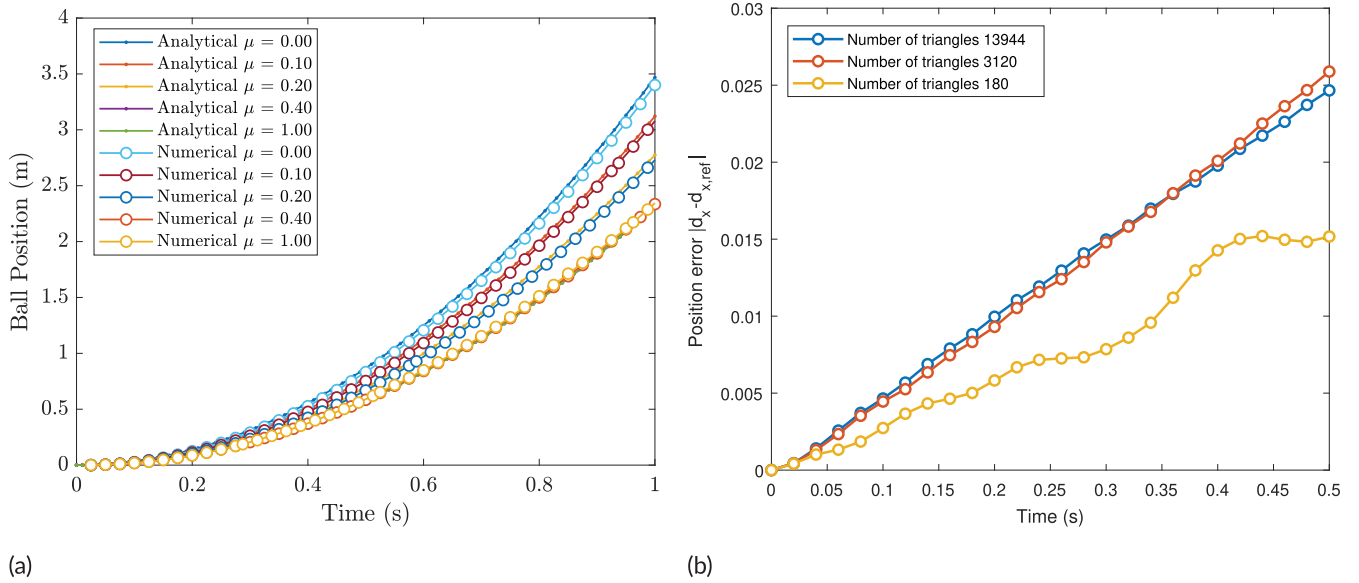 4
3.5
3
2.5
2
1.5
1
0.5
0
Ball Position (m)
Analytical μ = 0.00
Analytical μ = 0.10
Analytical μ = 0.20
Analytical μ = 0.40
Analytical μ = 1.00
Numerical μ = 0.00
Numerical μ = 0.10
Numerical μ = 0.20
Numerical μ = 0.40
Numerical μ = 1.00
0 0.2 0.4 0.6 0.8 1
Time (s)
(a)
0.03
0.025
0.02
0.015
0.01
0.005
0
Position error |d_x-d_x,ref|
Number of triangles 13944
Number of triangles 3120
Number of triangles 180
0 0.05 0.1 0.15 0.2 0.25 0.3 0.35 0.4 0.45 0.5
Time (s)
(b)